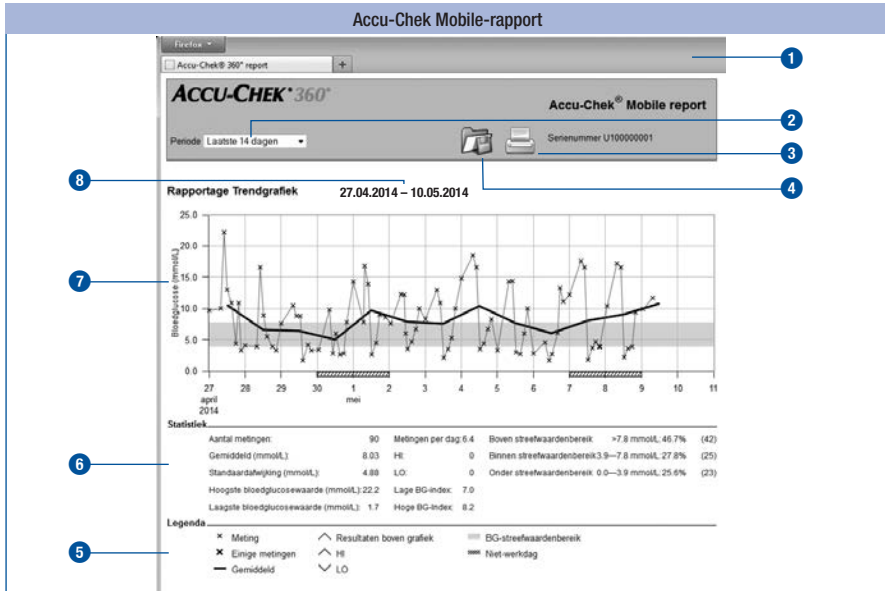 Accu-Chek Mobile-rapport
Firefox
Accu-Chek® 360° report
+
1
ACCU-CHEK® 360°
Accu-Chek® Mobile report
2
Periode Laatste 14 dagen
Serienummer U100000001
3
8
4
Rapportage Trendgrafiek
27.04.2014 – 10.05.2014
7
Bloedglucose (mmol/L)
25.0
20.0
15.0
10.0
5.0
0.0
27 28 29 30 1 2 3 4 5 6 7 8 9 10 11
april mei
2014
Statistiek
Aantal metingen: 90 Metingen per dag: 6.4 Boven streefwaardenbereik >7.8 mmol/L: 46.7% (42)
6
Gemiddeld (mmol/L): 8.03 HI: 0 Binnen streefwaardenbereik 3.9—7.8 mmol/L: 27.8% (25)
Standaardafwijking (mmol/L): 4.88 LO: 0 Onder streefwaardenbereik 0.0—3.9 mmol/L: 25.6% (23)
Hoogste bloedglucosewaarde (mmol/L): 22.2 Lage BG-index: 7.0
Laagste bloedglucosewaarde (mmol/L): 1.7 Hoge BG-index: 8.2
Legenda
Meting Resultaten boven grafiek BG-streefwaardenbereik
5
Einige metingen HI Niet-werkdag
Gemiddeld LO